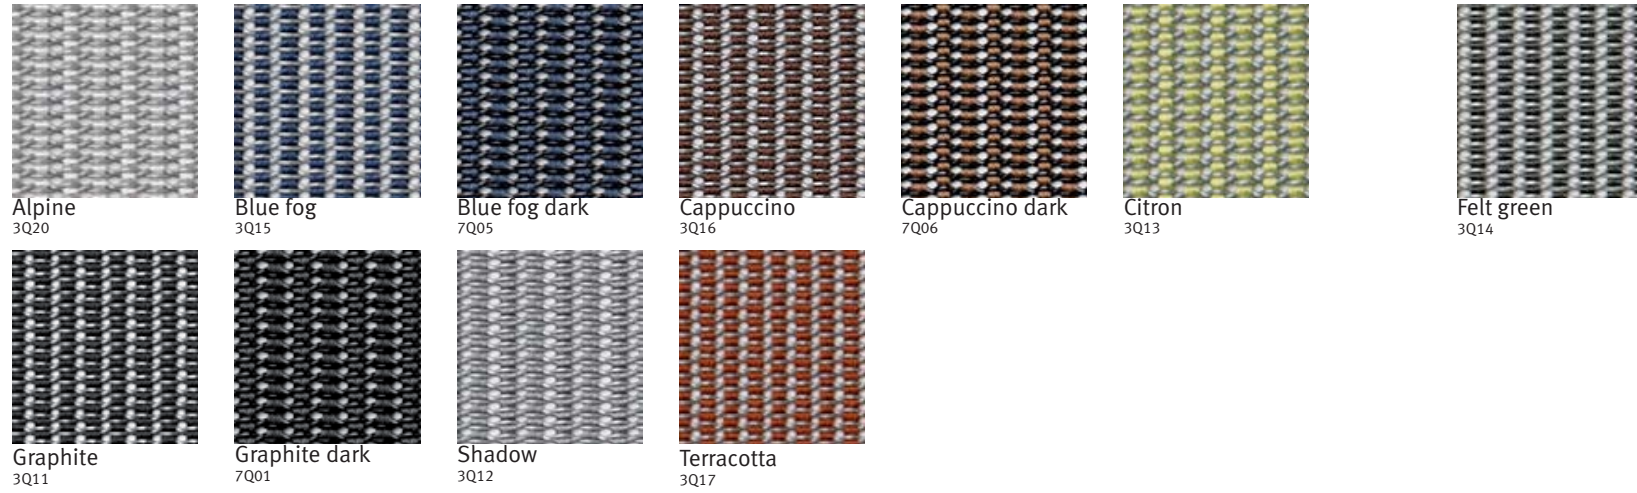 Alpine
3Q20
Blue fog
3Q15
Blue fog dark
7Q05
Cappuccino
3Q16
Cappuccino dark
7Q06
Citron
3Q13
Felt green
3Q14
Graphite
3Q11
Graphite dark
7Q01
Shadow
3Q12
Terracotta
3Q17